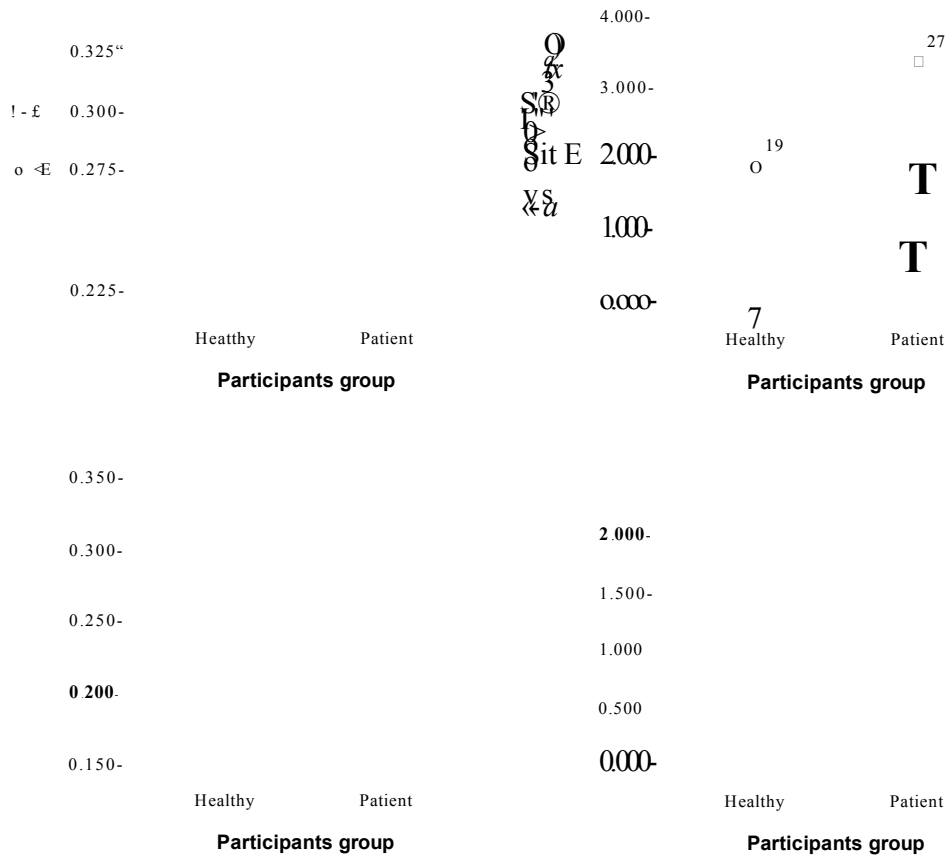 0.325“
! - £ 0.300-
0.275-
0.225-
Heatthy Patient
Participants group
4.000-
27
3.000-
19
Sit E 2.000-
O
T
1.000-
T
0.000-
7
Healthy Patient
Participants group
0.350-
0.300-
0.250-
0.200-
0.150-
Healthy Patient
Participants group
2.000-
1.500-
1.000
0.500
0.000-
Healthy Patient
Participants group